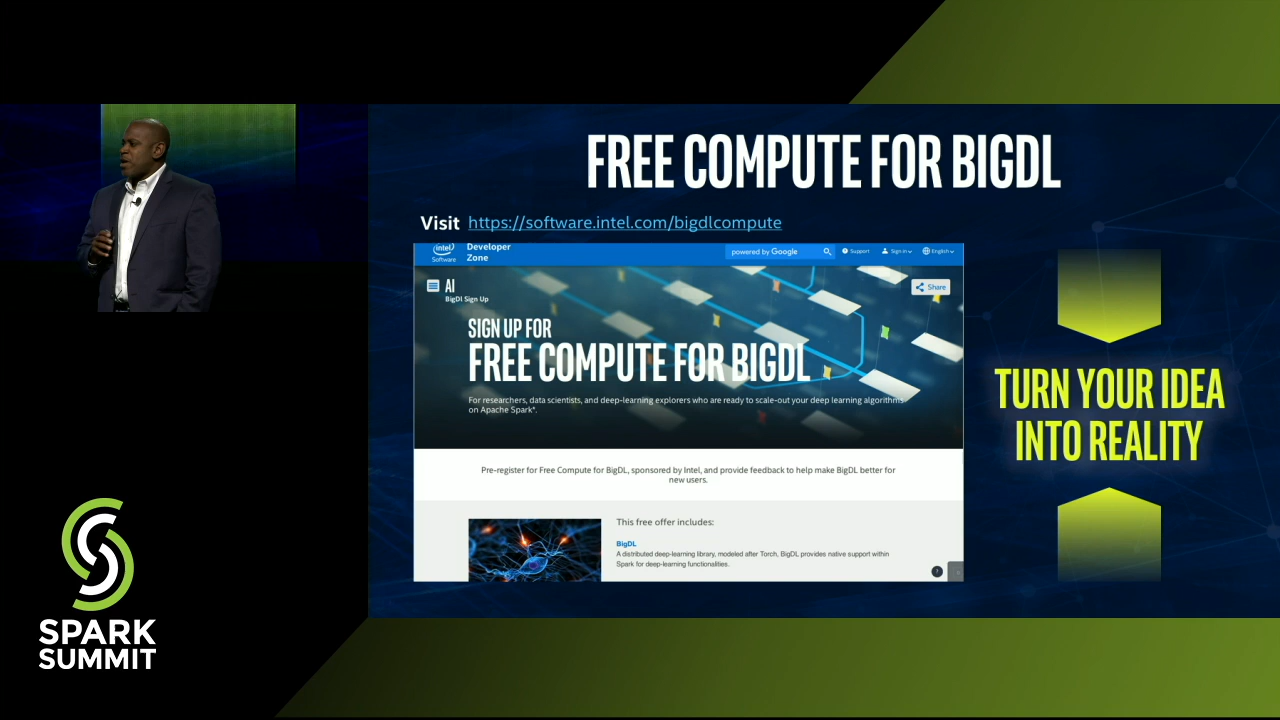 FREE COMPUTE FOR BIGDL
Visit https://software.intel.com/bigdlcompute
intel Software
Developer Zone
powered by Google
Support
Sign in
English
AI
BigDl Sign Up
Share
SIGN UP FOR
FREE COMPUTE FOR BIGDL
For researchers, data scientists, and deep-learning explorers who are ready to scale-out your deep learning algorithms
on Apache Spark*.
Pre-register for Free Compute for BigDL, sponsored by Intel, and provide feedback to help make BigDL better for
new users.
This free offer includes:
BigDL
A distributed deep-learning library, modeled after Torch, BigDL provides native support within
Spark for deep-learning functionalities.
TURN YOUR IDEA
INTO REALITY
SPARK
SUMMIT